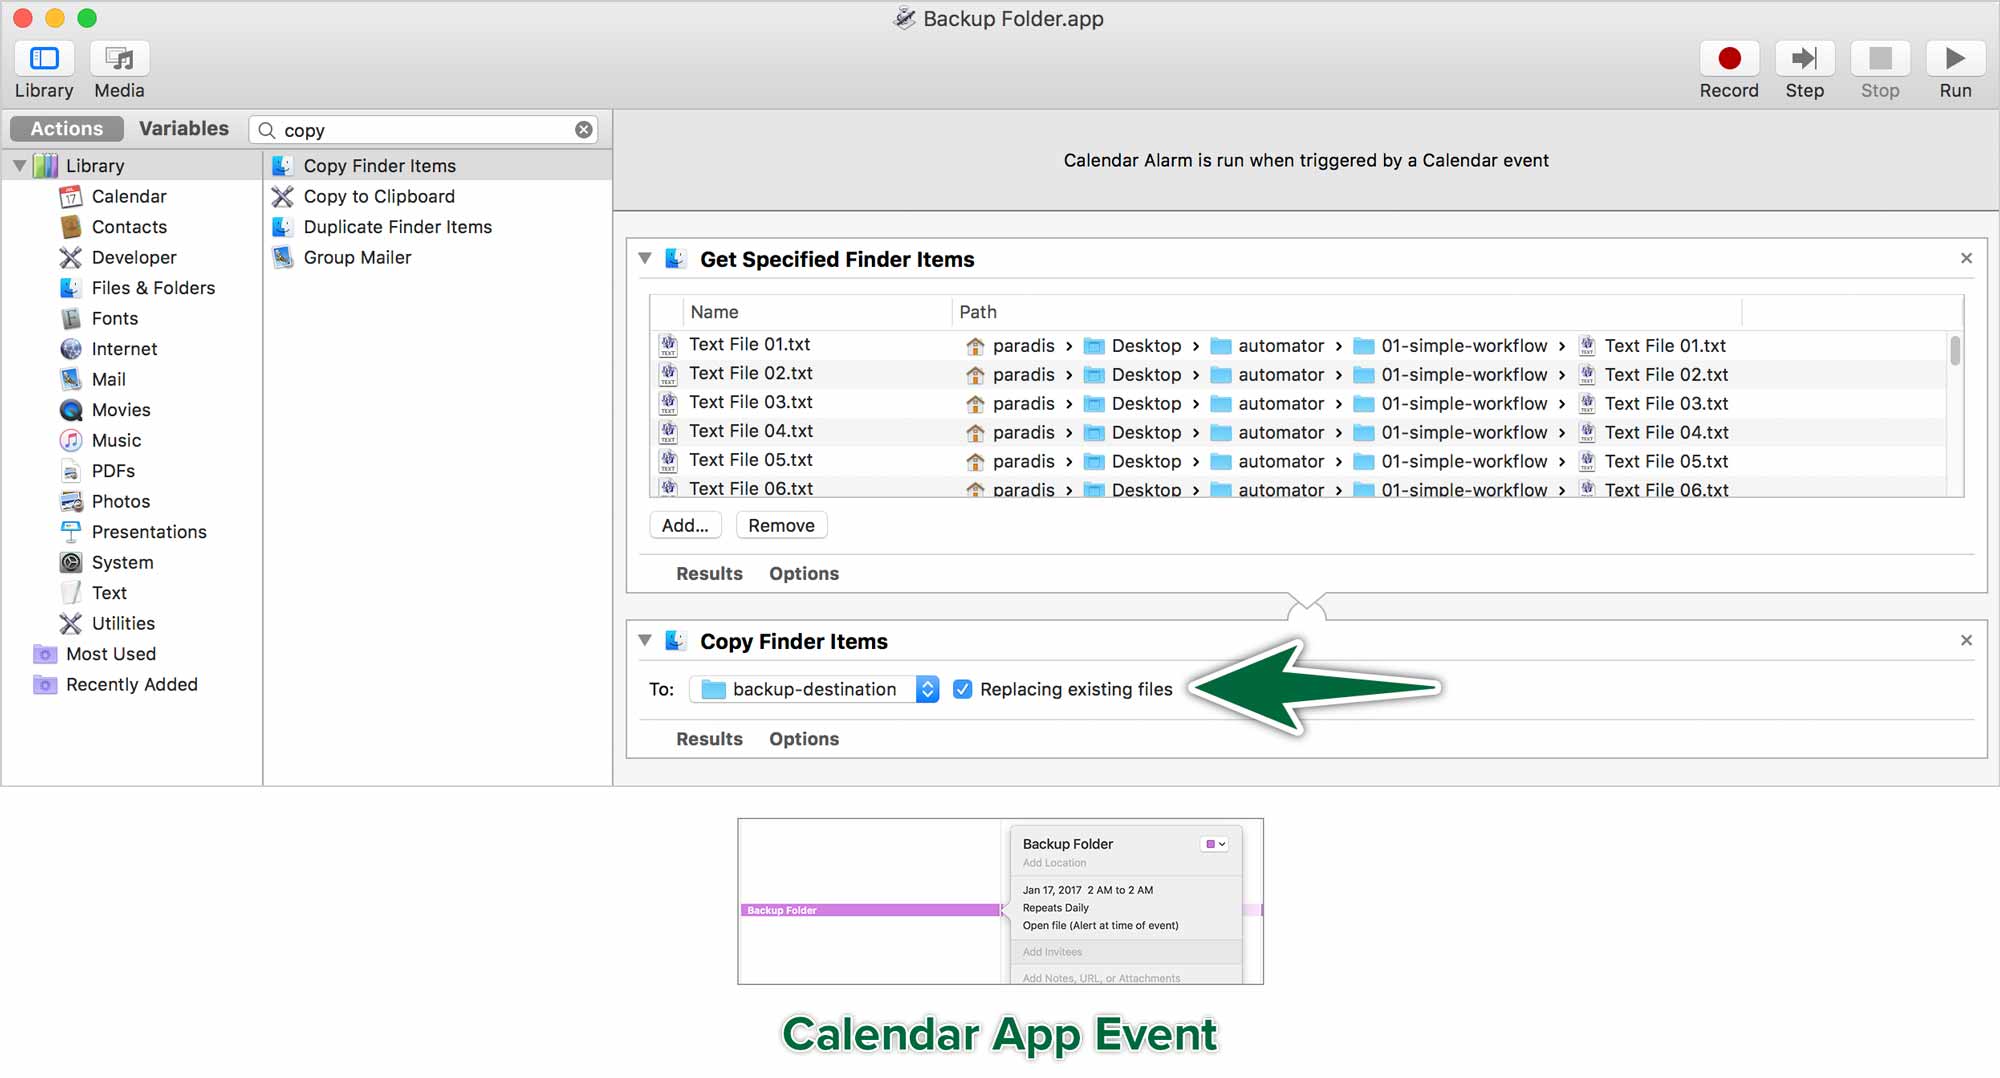 Backup Folder.app
Library Media
Record Step Stop Run
Actions Variables copy
Calendar Alarm is run when triggered by a Calendar event
Library
Calendar
Contacts
Developer
Files & Folders
Fonts
Internet
Mail
Movies
Music
PDFs
Photos
Presentations
System
Text
Utilities
Most Used
Recently Added
Copy Finder Items
Copy to Clipboard
Duplicate Finder Items
Group Mailer
Get Specified Finder Items
Name Path
Text File 01.txt paradis › Desktop › automator › 01-simple-workflow › Text File 01.txt
Text File 02.txt paradis › Desktop › automator › 01-simple-workflow › Text File 02.txt
Text File 03.txt paradis › Desktop › automator › 01-simple-workflow › Text File 03.txt
Text File 04.txt paradis › Desktop › automator › 01-simple-workflow › Text File 04.txt
Text File 05.txt paradis › Desktop › automator › 01-simple-workflow › Text File 05.txt
Text File 06.txt paradis › Desktop › automator › 01-simple-workflow › Text File 06.txt
Add... Remove
Results Options
Copy Finder Items
To: backup-destination Replacing existing files
Results Options
Backup Folder
Backup Folder
Add Location
Jan 17, 2017 2 AM to 2 AM
Repeats Daily
Open file (Alert at time of event)
Add Invitees
Add Notes, URL, or Attachments
Calendar App Event